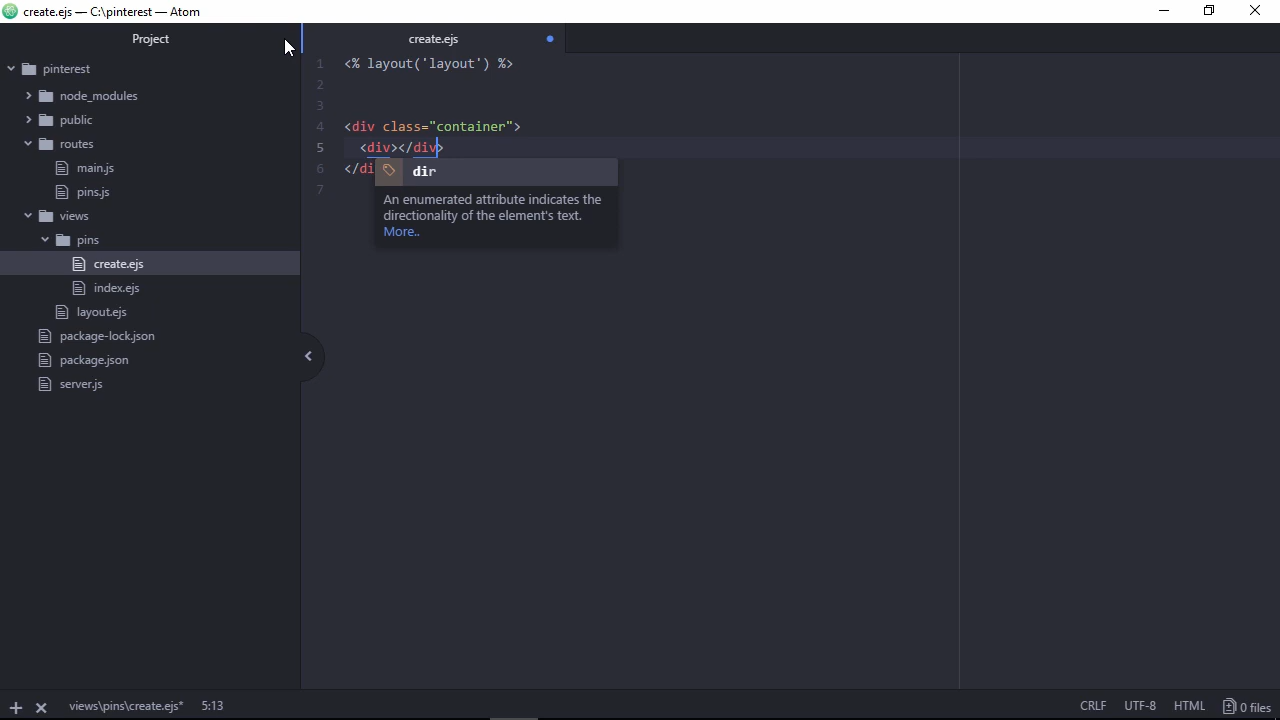 create.ejs — C:\pinterest — Atom
Project
create.ejs
pinterest
node_modules
public
routes
main.js
pins.js
views
pins
create.ejs
index.ejs
layout.ejs
package-lock.json
package.json
server.js
1 <% layout('layout') %>
2
3
4 <div class="container">
5 <div></div>
6 </di
7
dir
An enumerated attribute indicates the
directionality of the element's text.
More..
views\pins\create.ejs* 5:13
CRLF UTF-8 HTML 0 files